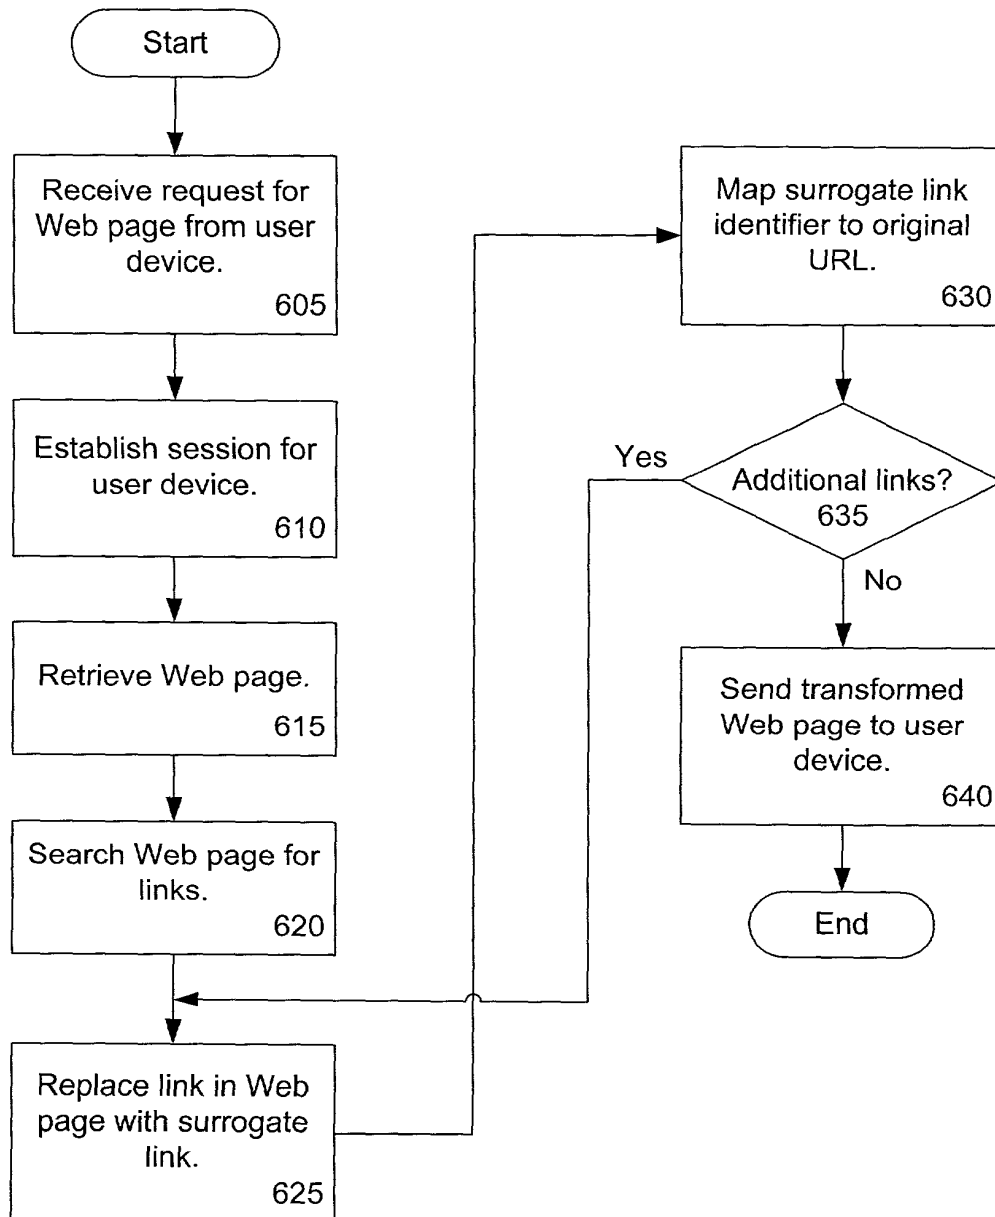 Start
Receive request for
Web page from user
device.
605
Establish session for
user device.
610
Retrieve Web page.
615
Search Web page for
links.
620
Replace link in Web
page with surrogate
link.
625
Map surrogate link
identifier to original
URL.
630
Yes
Additional links?
635
No
Send transformed
Web page to user
device.
640
End